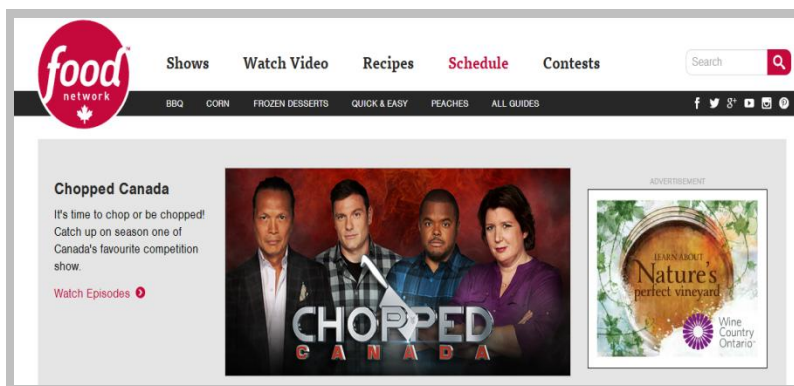 food
network
Shows Watch Video Recipes Schedule Contests
Search
BBQ CORN FROZEN DESSERTS QUICK & EASY PEACHES ALL GUIDES
Chopped Canada
It's time to chop or be chopped!
Catch up on season one of
Canada's favourite competition
show.
Watch Episodes
CHOPPED
CANADA
ADVERTISEMENT
LEARN ABOUT
Nature's
perfect vineyard
Wine
Country
Ontario